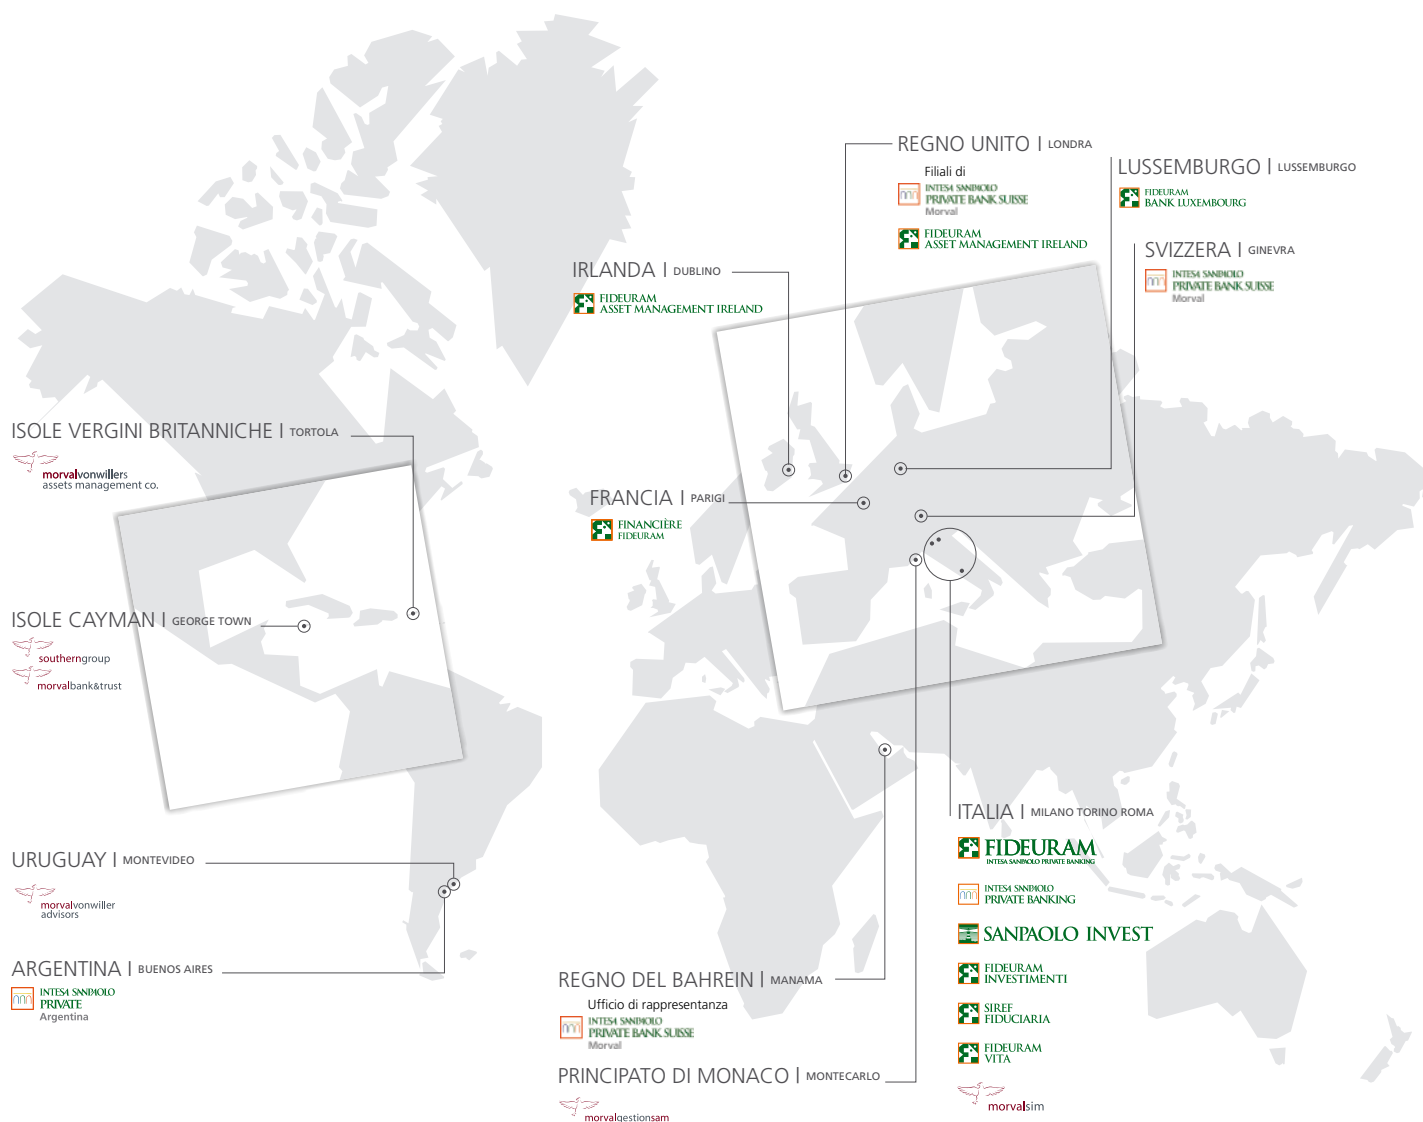 REGNO UNITO | LONDRA
Filiali di
INTESA SANPAOLO
PRIVATE BANK SUISSE
Morval
FIDEURAM
ASSET MANAGEMENT IRELAND
LUSSEMBURGO | LUSSEMBURGO
FIDEURAM
BANK LUXEMBOURG
SVIZZERA | GINEVRA
INTESA SANPAOLO
PRIVATE BANK SUISSE
Morval
IRLANDA | DUBLINO
FIDEURAM
ASSET MANAGEMENT IRELAND
ISOLE VERGINI BRITANNICHE | TORTOLA
morvalvonwillers
assets management co.
FRANCIA | PARIGI
FINANCIÈRE
FIDEURAM
ISOLE CAYMAN | GEORGE TOWN
southerngroup
morvalbank&trust
URUGUAY | MONTEVIDEO
morvalvonwiller
advisors
ARGENTINA | BUENOS AIRES
INTESA SANPAOLO
PRIVATE
Argentina
REGNO DEL BAHREIN | MANAMA
Ufficio di rappresentanza
INTESA SANPAOLO
PRIVATE BANK SUISSE
Morval
PRINCIPATO DI MONACO | MONTECARLO
morvalgestionsam
ITALIA | MILANO TORINO ROMA
FIDEURAM
INTESA SANPAOLO PRIVATE BANKING
INTESA SANPAOLO
PRIVATE BANKING
SANPAOLO INVEST
FIDEURAM
INVESTIMENTI
SIREF
FIDUCIARIA
FIDEURAM
VITA
morvalsim